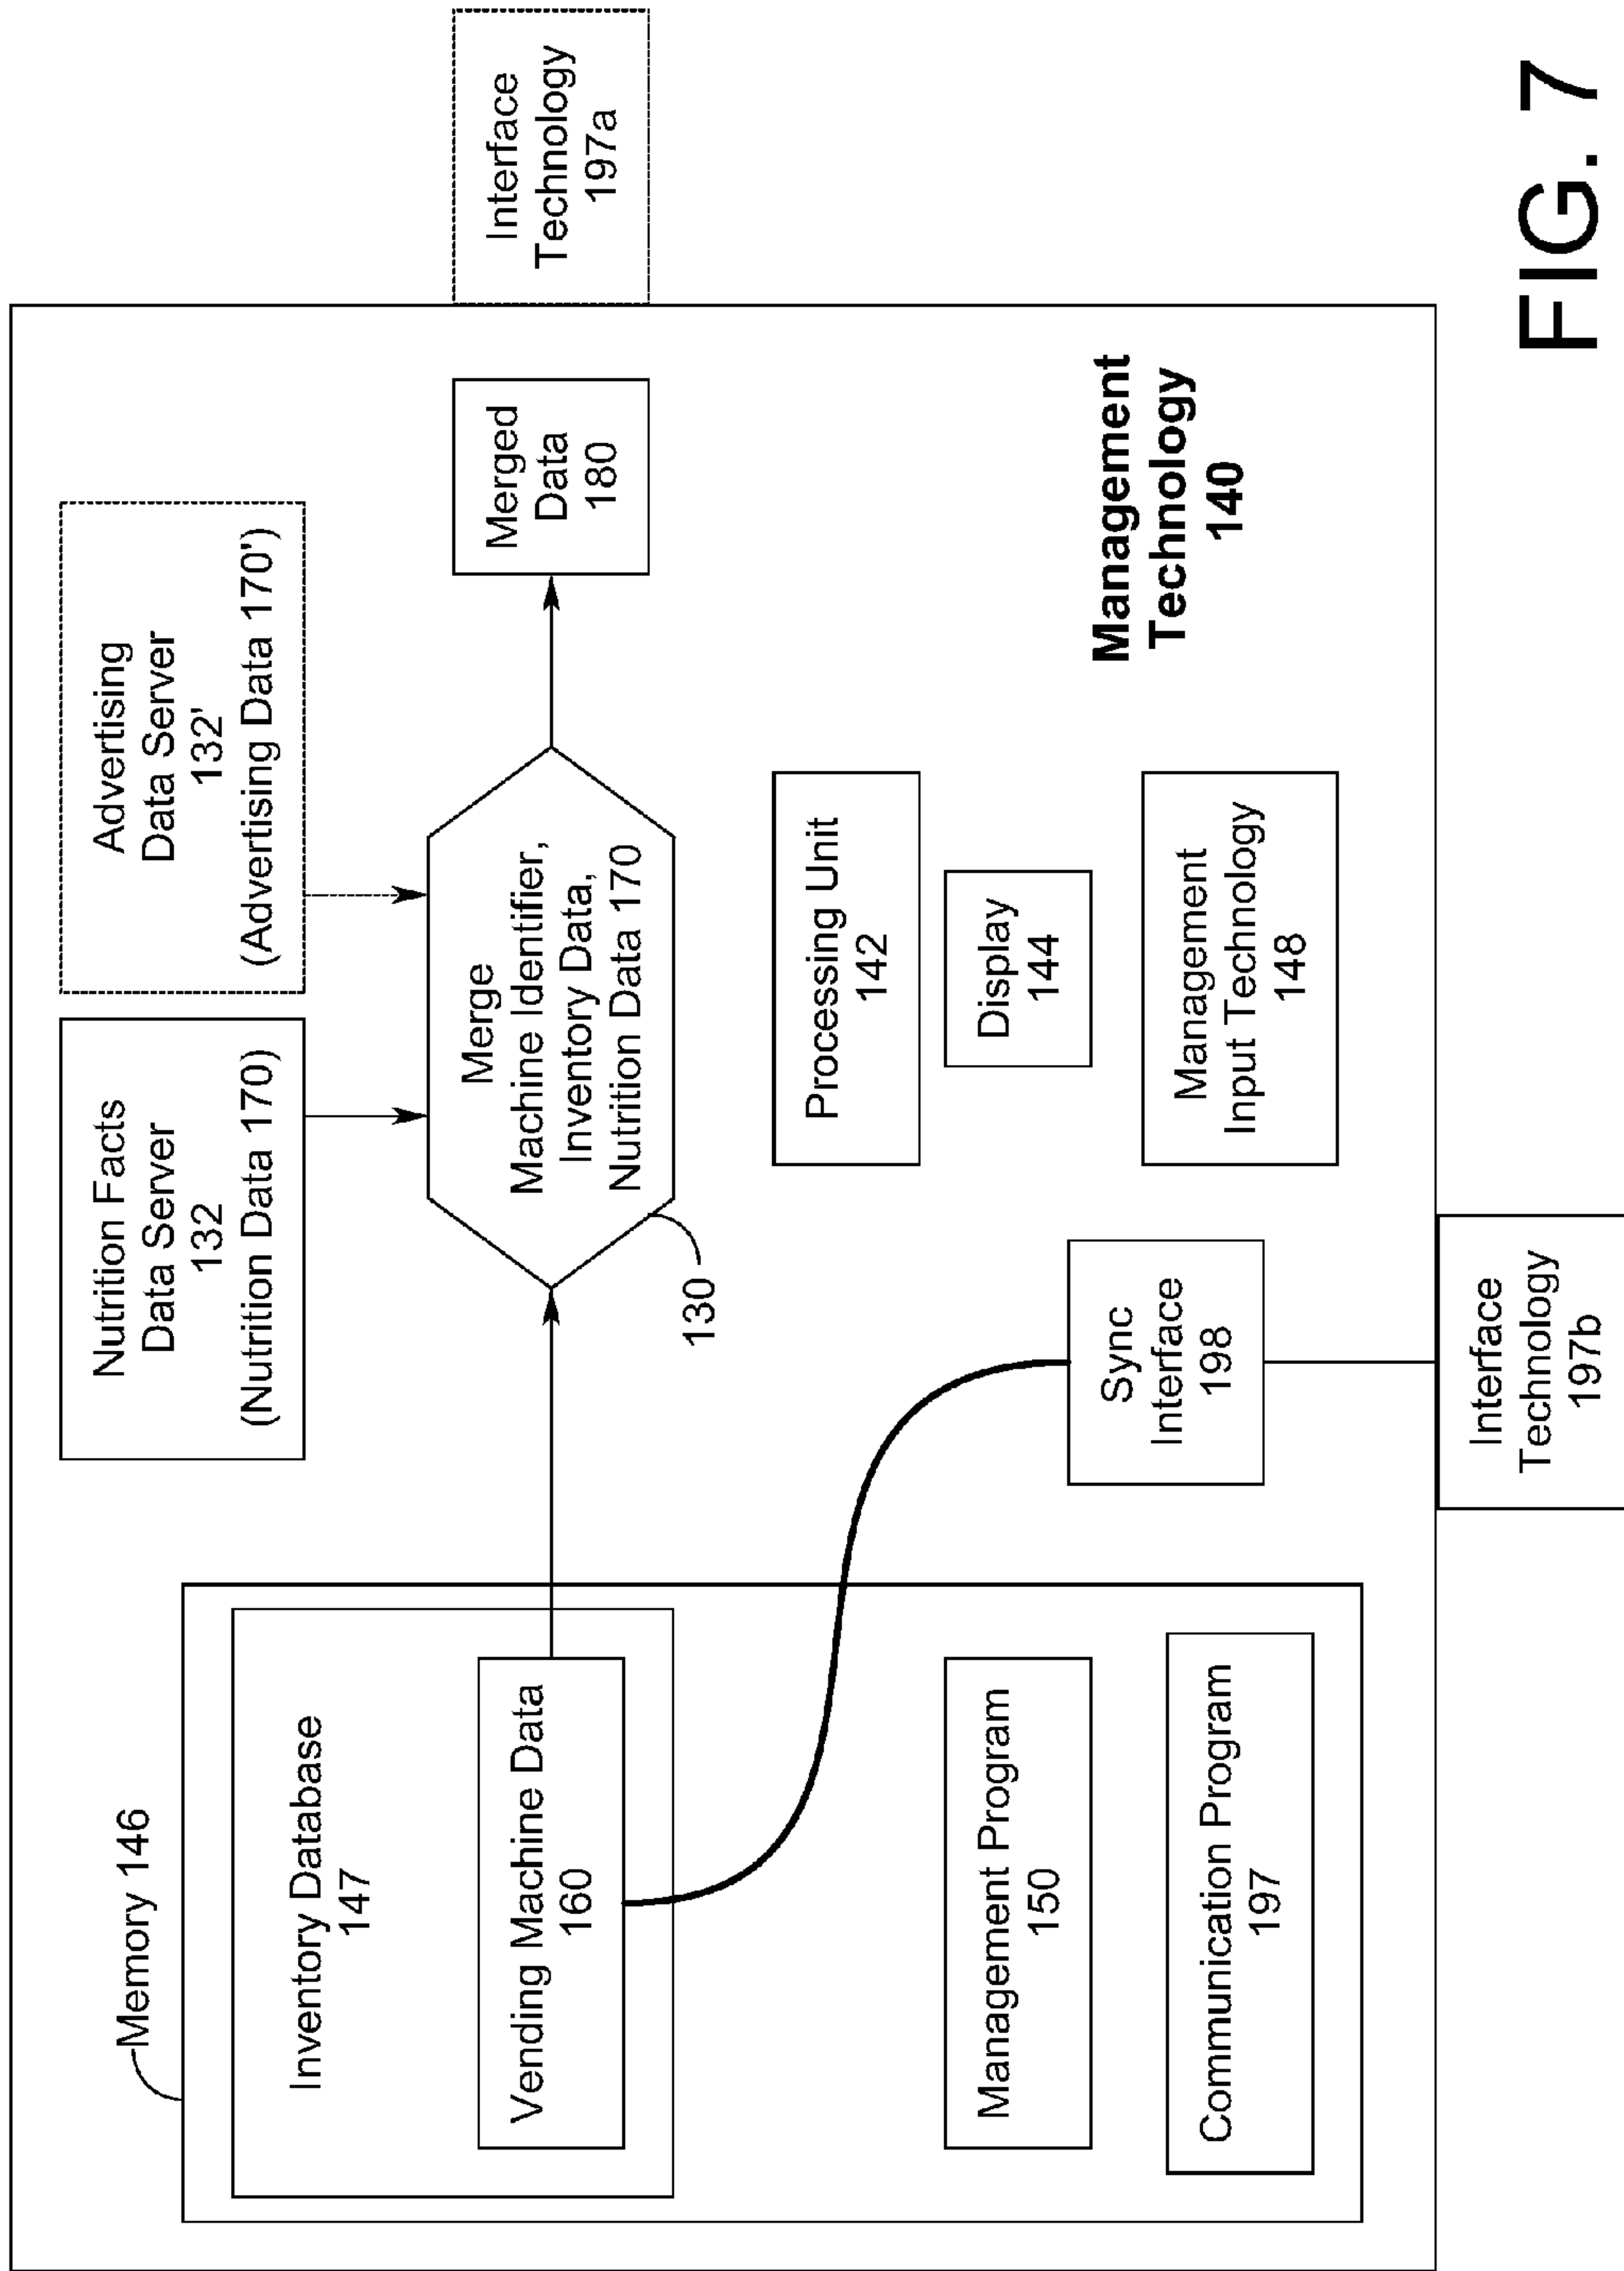 Memory 146
Inventory Database
147
Vending Machine Data
160
Management Program
150
Communication Program
197
Nutrition Facts
Data Server
132
(Nutrition Data 170)
Advertising
Data Server
132'
(Advertising Data 170')
Merge
Machine Identifier,
Inventory Data,
Nutrition Data 170
130
Merged
Data
180
Interface
Technology
197a
Processing Unit
142
Display
144
Management
Input Technology
148
Sync
Interface
198
Interface
Technology
197b
Management
Technology
140
FIG. 7